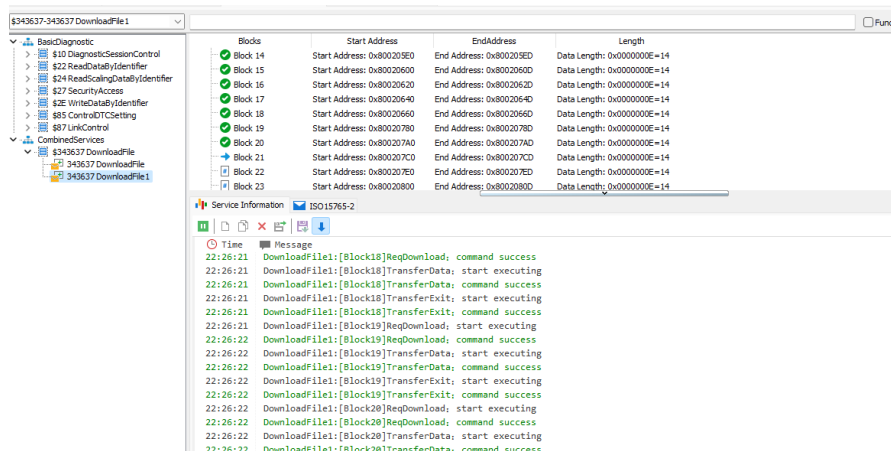 $343637-343637 DownloadFile1
Func
BasicDiagnostic
$10 DiagnosticSessionControl
$22 ReadDataByIdentifier
$24 ReadScalingDataByIdentifier
$27 SecurityAccess
$2E WriteDataByIdentifier
$85 ControlDTCSetting
$87 LinkControl
CombinedServices
$343637 DownloadFile
343637 DownloadFile
343637 DownloadFile1
Blocks Start Address EndAddress Length
Block 14 Start Address: 0x800205E0 End Address: 0x800205ED Data Length: 0x0000000E=14
Block 15 Start Address: 0x80020600 End Address: 0x8002060D Data Length: 0x0000000E=14
Block 16 Start Address: 0x80020620 End Address: 0x8002062D Data Length: 0x0000000E=14
Block 17 Start Address: 0x80020640 End Address: 0x8002064D Data Length: 0x0000000E=14
Block 18 Start Address: 0x80020660 End Address: 0x8002066D Data Length: 0x0000000E=14
Block 19 Start Address: 0x80020780 End Address: 0x8002078D Data Length: 0x0000000E=14
Block 20 Start Address: 0x800207A0 End Address: 0x800207AD Data Length: 0x0000000E=14
Block 21 Start Address: 0x800207C0 End Address: 0x800207CD Data Length: 0x0000000E=14
Block 22 Start Address: 0x800207E0 End Address: 0x800207ED Data Length: 0x0000000E=14
Block 23 Start Address: 0x80020800 End Address: 0x8002080D Data Length: 0x0000000E=14
Service Information ISO15765-2
Time Message
22:26:21 DownloadFile1:[Block18]ReqDownload; command success
22:26:21 DownloadFile1:[Block18]TransferData; start executing
22:26:21 DownloadFile1:[Block18]TransferData; command success
22:26:21 DownloadFile1:[Block18]TransferExit; start executing
22:26:21 DownloadFile1:[Block18]TransferExit; command success
22:26:21 DownloadFile1:[Block19]ReqDownload; start executing
22:26:22 DownloadFile1:[Block19]ReqDownload; command success
22:26:22 DownloadFile1:[Block19]TransferData; start executing
22:26:22 DownloadFile1:[Block19]TransferData; command success
22:26:22 DownloadFile1:[Block19]TransferExit; start executing
22:26:22 DownloadFile1:[Block19]TransferExit; command success
22:26:22 DownloadFile1:[Block20]ReqDownload; start executing
22:26:22 DownloadFile1:[Block20]ReqDownload; command success
22:26:22 DownloadFile1:[Block20]TransferData; start executing
22:26:22 DownloadFile1:[Block20]TransferData; command success